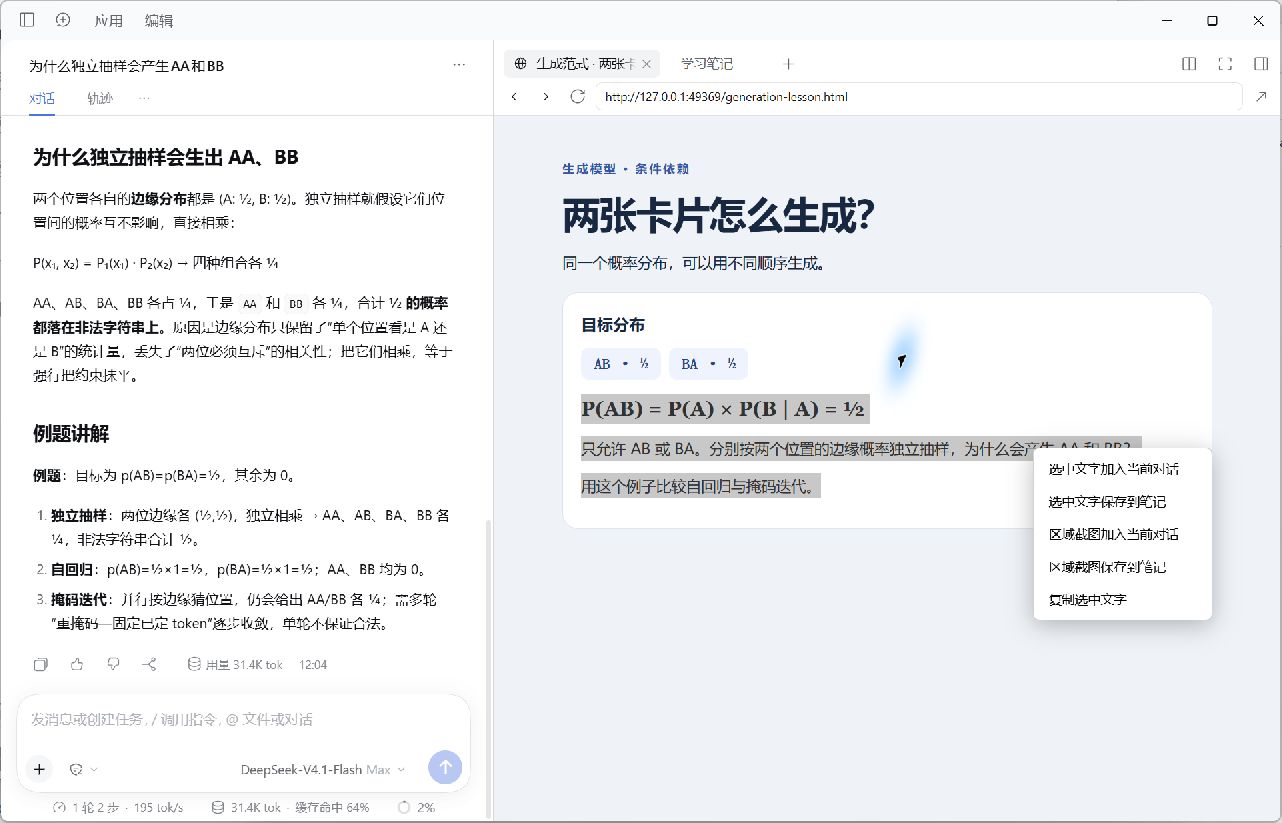 应用 编辑
为什么独立抽样会产生AA和BB
对话 轨迹
为什么独立抽样会生出 AA、BB
两个位置各自的边缘分布都是 (A: ½, B: ½)。独立抽样就假设它们位
置间的概率互不影响，直接相乘：
P(x₁, x₂) = P₁(x₁) · P₂(x₂) → 四种组合各 ¼
AA、AB、BA、BB 各占 ¼，于是 AA 和 BB 各 ¼，合计 ½ 的概率
都落在非法字符串上。原因是边缘分布只保留了"单个位置看是 A 还
是 B"的统计量，丢失了"两位必须互斥"的相关性；把它们相乘，等于
强行把约束抹平。
例题讲解
例题：目标为 p(AB)=p(BA)=½，其余为 0。
1. 独立抽样：两位边缘各 (½,½)，独立相乘 → AA、AB、BA、BB 各
¼，非法字符串合计 ½。
2. 自回归：p(AB)=½×1=½，p(BA)=½×1=½；AA、BB 均为 0。
3. 掩码迭代：并行按边缘猜位置，仍会给出 AA/BB 各 ¼；需多轮
"重掩码—固定已定 token"逐步收敛，单轮不保证合法。
用量 31.4K tok 12:04
发消息或创建任务, / 调用指令, @ 文件或对话
DeepSeek-V4.1-Flash Max
1 轮 2 步 · 195 tok/s 31.4K tok · 缓存命中 64% 2%
生成范式 · 两张卡 学习笔记
http://127.0.0.1:49369/generation-lesson.html
生成模型 · 条件依赖
两张卡片怎么生成？
同一个概率分布，可以用不同顺序生成。
目标分布
AB · ½ BA · ½
P(AB) = P(A) × P(B | A) = ½
只允许 AB 或 BA。分别按两个位置的边缘概率独立抽样，为什么会产生 AA 和 BB？
用这个例子比较自回归与掩码迭代。
选中文字加入当前对话
选中文字保存到笔记
区域截图加入当前对话
区域截图保存到笔记
复制选中文字